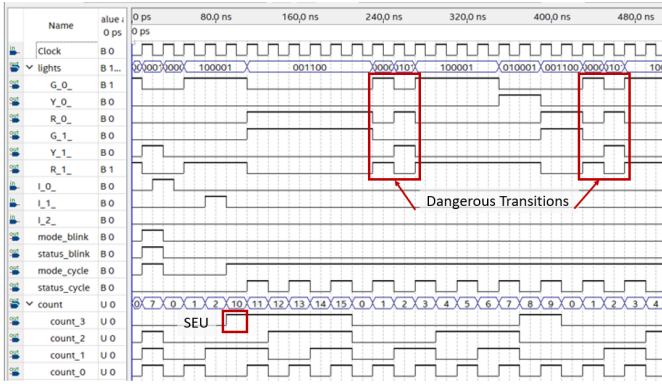 Name alue a 0 ps 80,0 ns 160,0 ns 240,0 ns 320,0 ns 400,0 ns 480,0 ns
0 ps 0 ps
Clock B 0
lights B 1... 100001 001100 100001 010001 001100 10
G_0_ B 1
Y_0_ B 0
R_0_ B 0
G_1_ B 0
Y_1_ B 0
R_1_ B 1
I_0_ B 0
I_1_ B 0
Dangerous Transitions
I_2_ B 0
mode_blink B 0
status_blink B 0
mode_cycle B 0
status_cycle B 0
count U 0 0 7 0 1 2 10 11 12 13 14 15 0 1 2 3 4 5 6 7 8 9 0 1 2 3 4
count_3 B 0 SEU
count_2 B 0
count_1 B 0
count_0 B 0